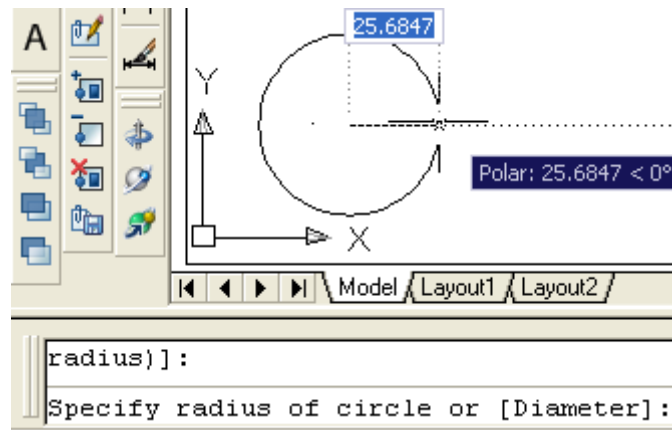 A
25.6847
Y
Polar: 25.6847 < 0°
X
Model Layout1 Layout2
radius)]:
Specify radius of circle or [Diameter]: